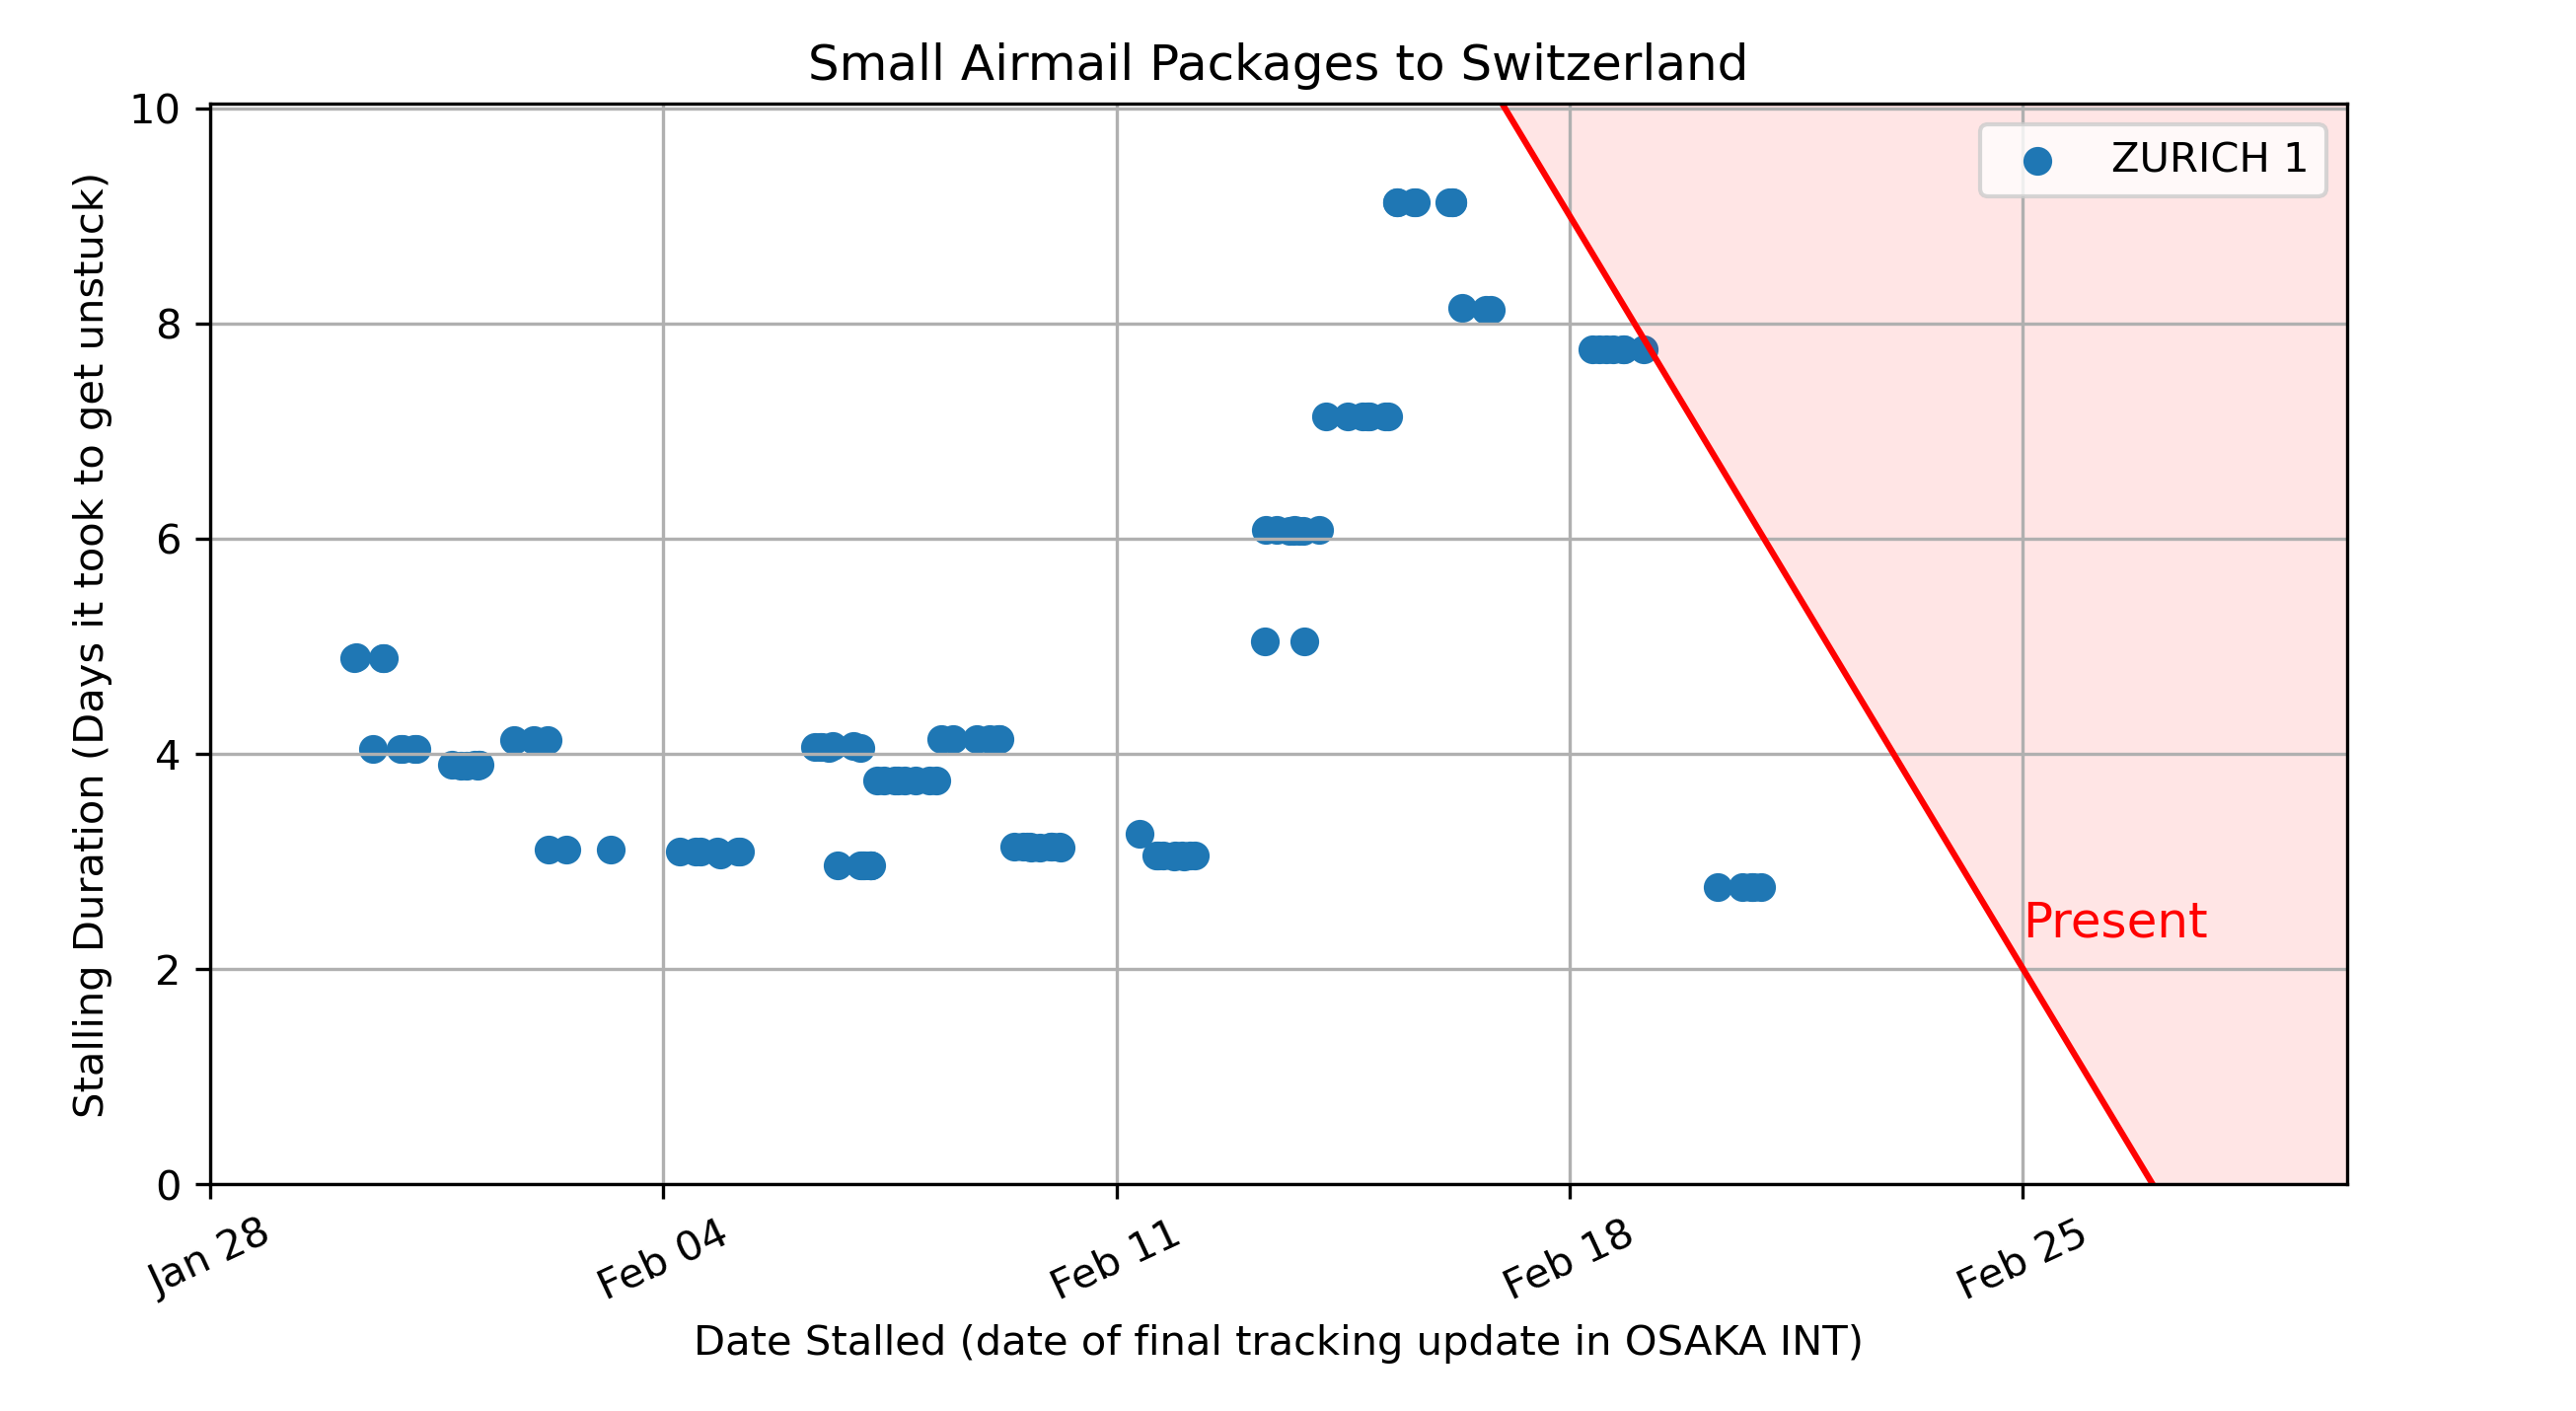 Small Airmail Packages to Switzerland
Stalling Duration (Days it took to get unstuck)
10
8
6
4
2
0
ZURICH 1
Present
Jan 28
Feb 04
Feb 11
Feb 18
Feb 25
Date Stalled (date of final tracking update in OSAKA INT)